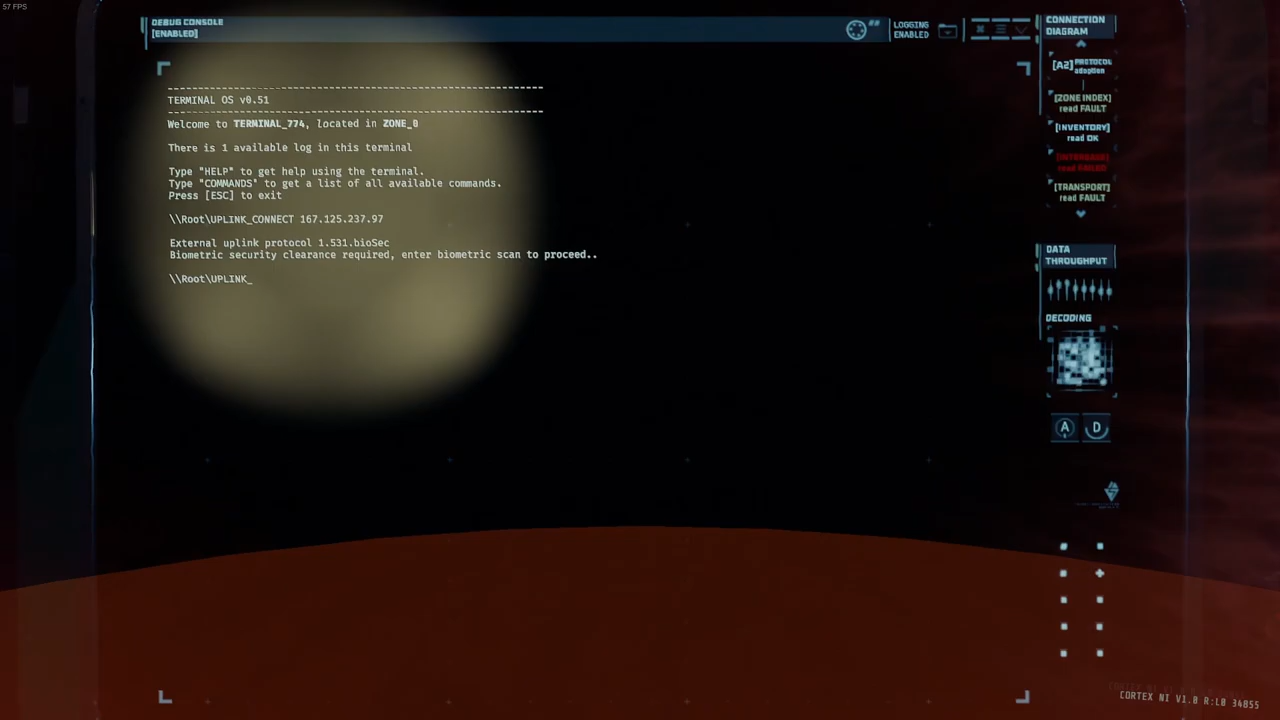 57 FPS
DEBUG CONSOLE
[ENABLED]
LOGGING
ENABLED
CONNECTION
DIAGRAM
[A2] PROTOCOL
adaption
[ZONE INDEX]
read FAULT
[INVENTORY]
read OK
read FAILED
[TRANSPORT]
read FAULT
DATA
THROUGHPUT
DECODING
A D
---------------------------------------------------------------
TERMINAL OS v0.51
---------------------------------------------------------------
Welcome to TERMINAL_774, located in ZONE_0
There is 1 available log in this terminal
Type "HELP" to get help using the terminal.
Type "COMMANDS" to get a list of all available commands.
Press [ESC] to exit
\\Root\UPLINK_CONNECT 167.125.237.97
External uplink protocol 1.531.bioSec
Biometric security clearance required, enter biometric scan to proceed..
\\Root\UPLINK_
CORTEX NI V1.0 R:L0 34855